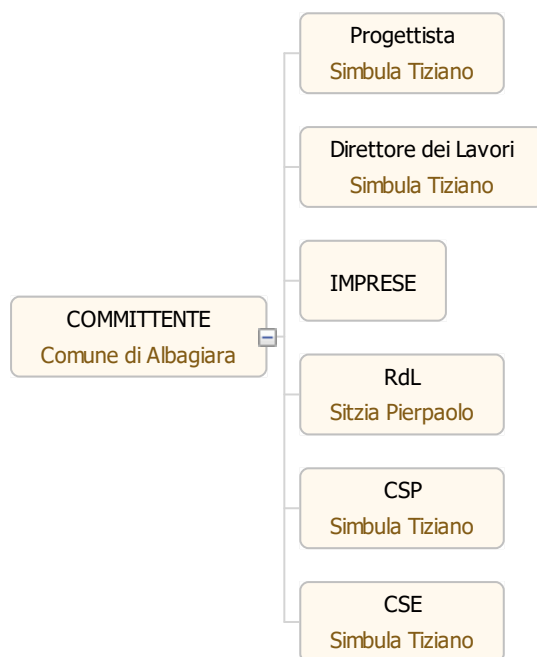 Progettista
Simbula Tiziano
Direttore dei Lavori
Simbula Tiziano
IMPRESE
COMMITTENTE
Comune di Albagiara
RdL
Sitzia Pierpaolo
CSP
Simbula Tiziano
CSE
Simbula Tiziano